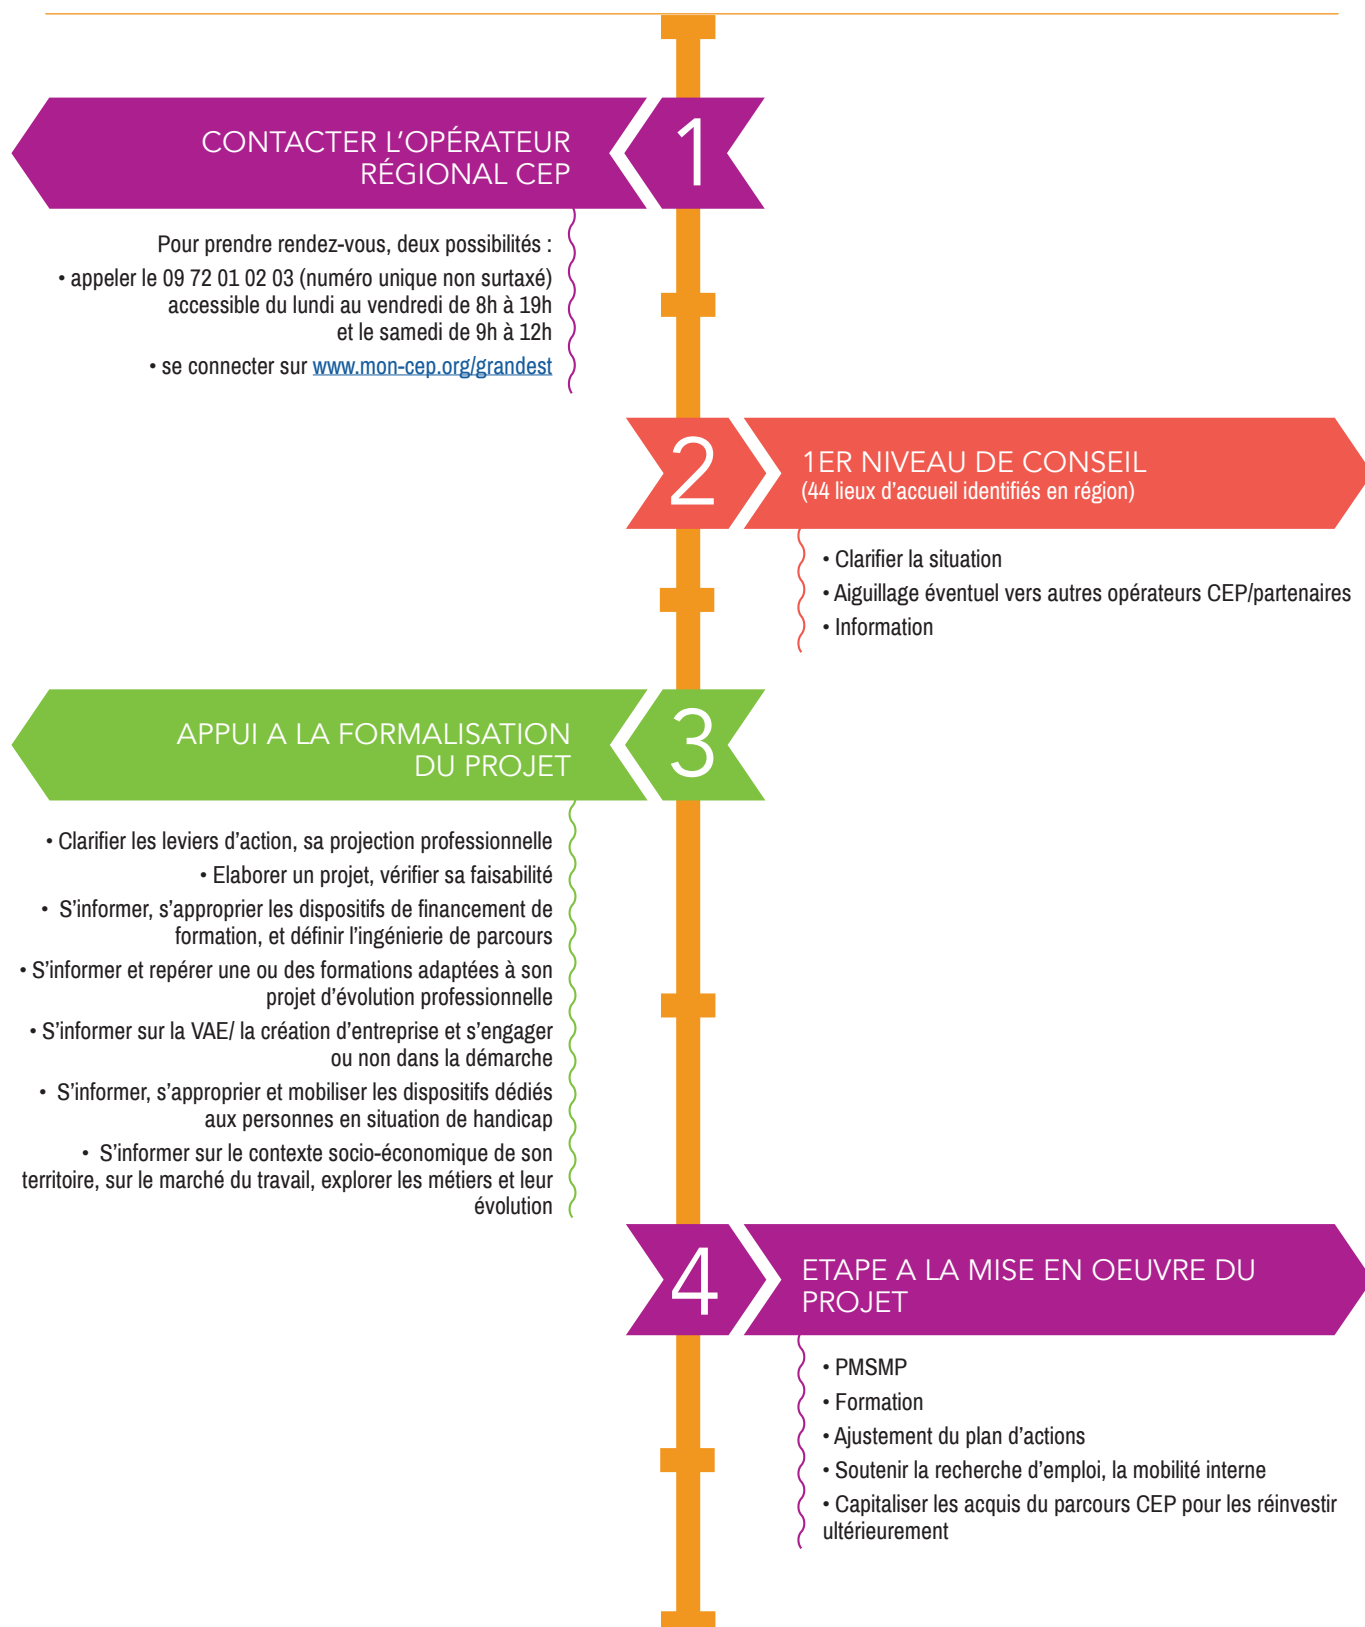 1
CONTACTER L’OPÉRATEUR
RÉGIONAL CEP
Pour prendre rendez-vous, deux possibilités :
• appeler le 09 72 01 02 03 (numéro unique non surtaxé)
accessible du lundi au vendredi de 8h à 19h
et le samedi de 9h à 12h
• se connecter sur www.mon-cep.org/grandest
2
1ER NIVEAU DE CONSEIL
(44 lieux d’accueil identifiés en région)
• Clarifier la situation
• Aiguillage éventuel vers autres opérateurs CEP/partenaires
• Information
3
APPUI A LA FORMALISATION
DU PROJET
• Clarifier les leviers d’action, sa projection professionnelle
• Elaborer un projet, vérifier sa faisabilité
• S’informer, s’approprier les dispositifs de financement de
formation, et définir l’ingénierie de parcours
• S’informer et repérer une ou des formations adaptées à son
projet d’évolution professionnelle
• S’informer sur la VAE/ la création d’entreprise et s’engager
ou non dans la démarche
• S’informer, s’approprier et mobiliser les dispositifs dédiés
aux personnes en situation de handicap
• S’informer sur le contexte socio-économique de son
territoire, sur le marché du travail, explorer les métiers et leur
évolution
4
ETAPE A LA MISE EN OEUVRE DU
PROJET
• PMSMP
• Formation
• Ajustement du plan d’actions
• Soutenir la recherche d’emploi, la mobilité interne
• Capitaliser les acquis du parcours CEP pour les réinvestir
ultérieurement